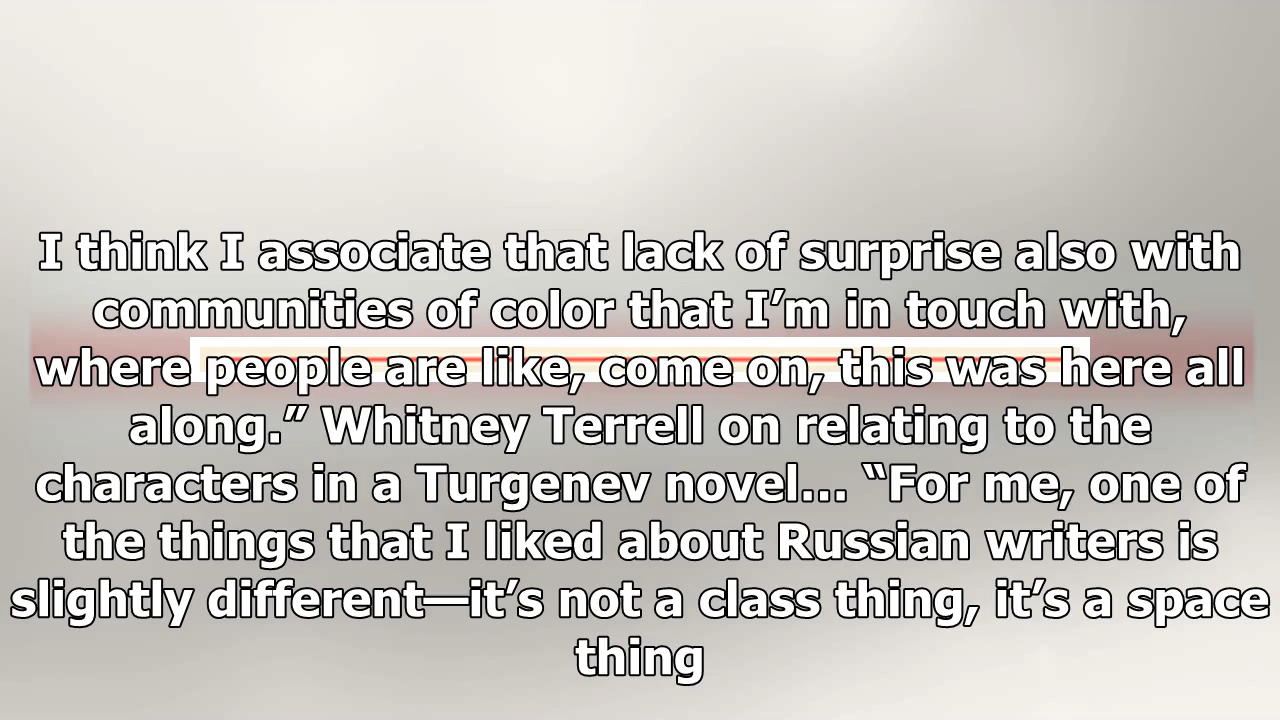 I think I associate that lack of surprise also with
communities of color that I’m in touch with,
where people are like, come on, this was here all
along.” Whitney Terrell on relating to the
characters in a Turgenev novel... “For me, one of
the things that I liked about Russian writers is
slightly different—it’s not a class thing, it’s a space
thing